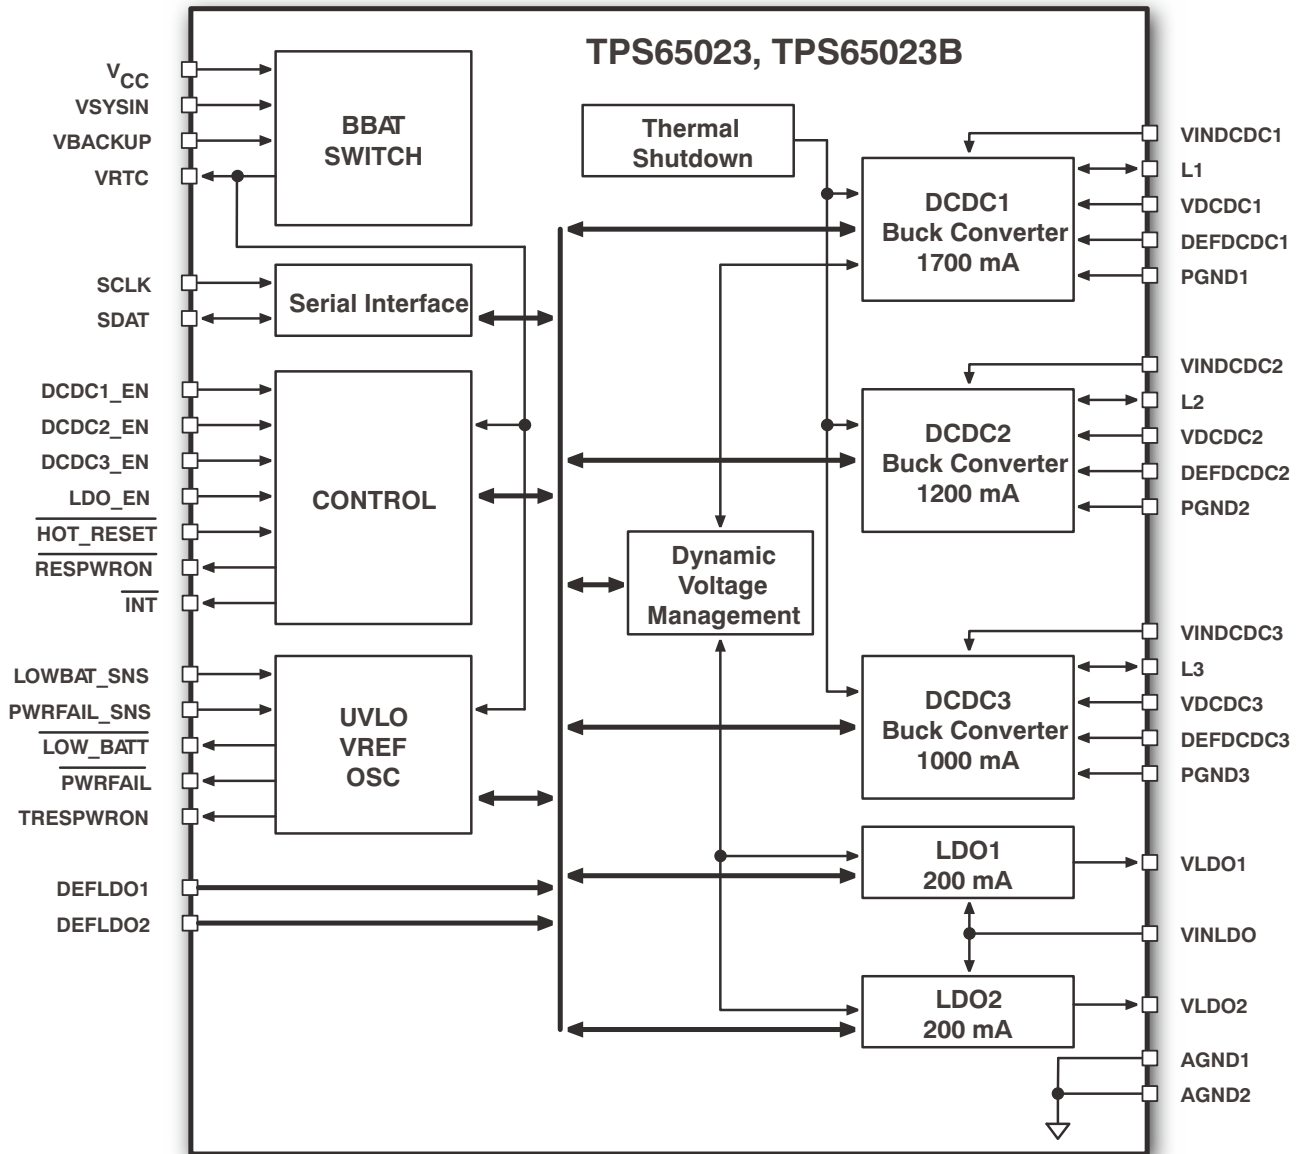 TPS65023, TPS65023B
VCC
VSYSIN
VBACKUP
VRTC
BBAT
SWITCH
SCLK
SDAT
Serial Interface
DCDC1_EN
DCDC2_EN
DCDC3_EN
LDO_EN
HOT_RESET
RESPWRON
INT
CONTROL
LOWBAT_SNS
PWRFAIL_SNS
LOW_BATT
PWRFAIL
TRESPWRON
UVLO
VREF
OSC
DEFLDO1
DEFLDO2
Thermal
Shutdown
Dynamic
Voltage
Management
DCDC1
Buck Converter
1700 mA
VINDCDC1
L1
VDCDC1
DEFDCDC1
PGND1
DCDC2
Buck Converter
1200 mA
VINDCDC2
L2
VDCDC2
DEFDCDC2
PGND2
DCDC3
Buck Converter
1000 mA
VINDCDC3
L3
VDCDC3
DEFDCDC3
PGND3
LDO1
200 mA
VLDO1
VINLDO
LDO2
200 mA
VLDO2
AGND1
AGND2